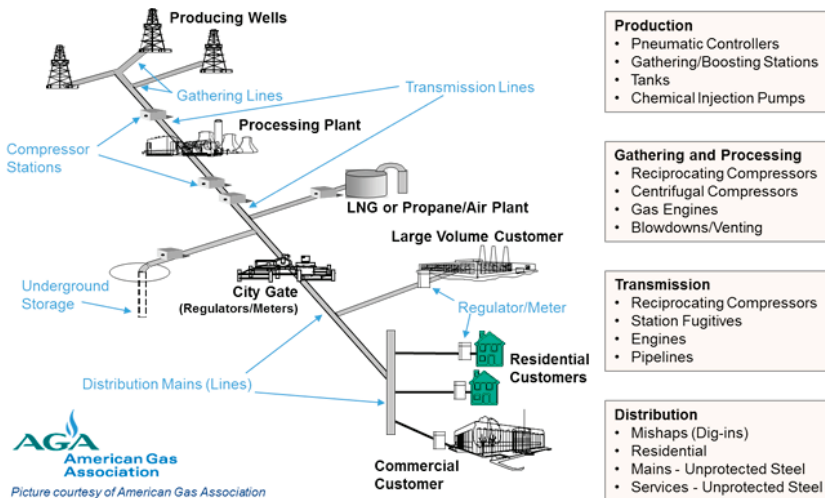 Producing Wells
Gathering Lines
Transmission Lines
Processing Plant
Compressor
Stations
LNG or Propane/Air Plant
Large Volume Customer
Underground
Storage
City Gate
(Regulators/Meters)
Regulator/Meter
Residential
Customers
Distribution Mains (Lines)
Commercial
Customer
AGA
American Gas
Association
Picture courtesy of American Gas Association
Production
• Pneumatic Controllers
• Gathering/Boosting Stations
• Tanks
• Chemical Injection Pumps
Gathering and Processing
• Reciprocating Compressors
• Centrifugal Compressors
• Gas Engines
• Blowdowns/Venting
Transmission
• Reciprocating Compressors
• Station Fugitives
• Engines
• Pipelines
Distribution
• Mishaps (Dig-ins)
• Residential
• Mains - Unprotected Steel
• Services - Unprotected Steel